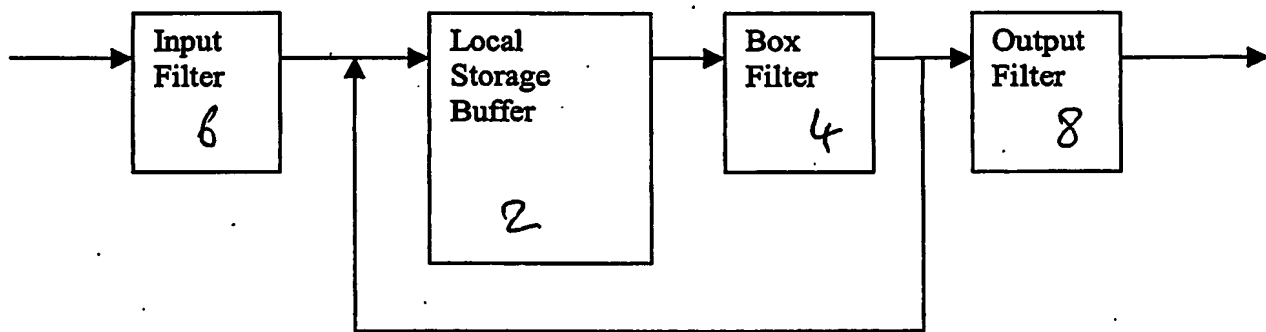 Input
Filter
6
Local
Storage
Buffer
2
Box
Filter
4
Output
Filter
8